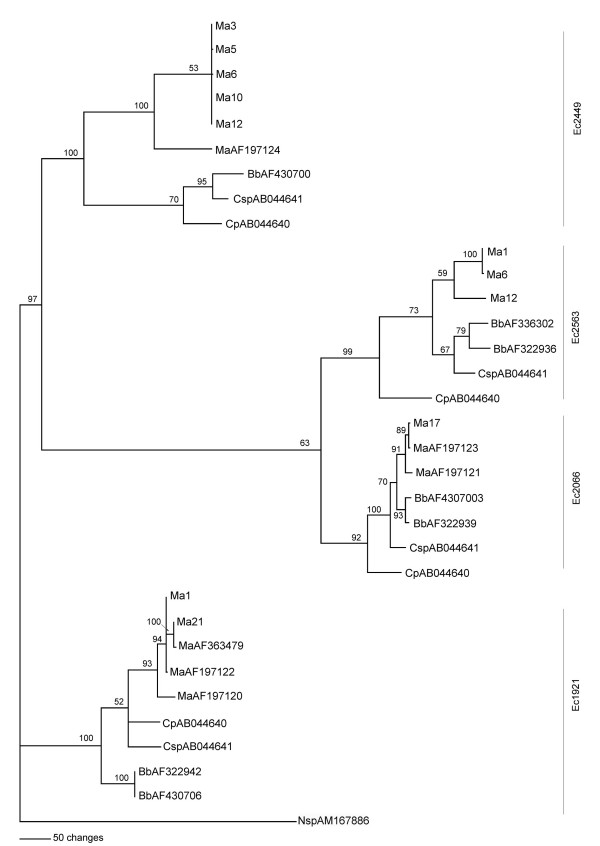 Ma3
Ma5
53
Ma6
Ma10
100
Ma12
MaAF197124
100
BbAF430700
95
CspAB044641
70
CpAB044640
Ec2449
Ma1
100
Ma6
59
Ma12
73
BbAF336302
79
BbAF322936
67
CspAB044641
99
CpAB044640
Ec2563
97
Ma17
89
MaAF197123
91
MaAF197121
70
BbAF4307003
93
BbAF322939
100
CspAB044641
92
CpAB044640
Ec2066
63
Ma1
100
Ma21
94
MaAF363479
93
MaAF197122
MaAF197120
52
CpAB044640
CspAB044641
100
BbAF322942
100
BbAF430706
Ec1921
NspAM167886
50 changes